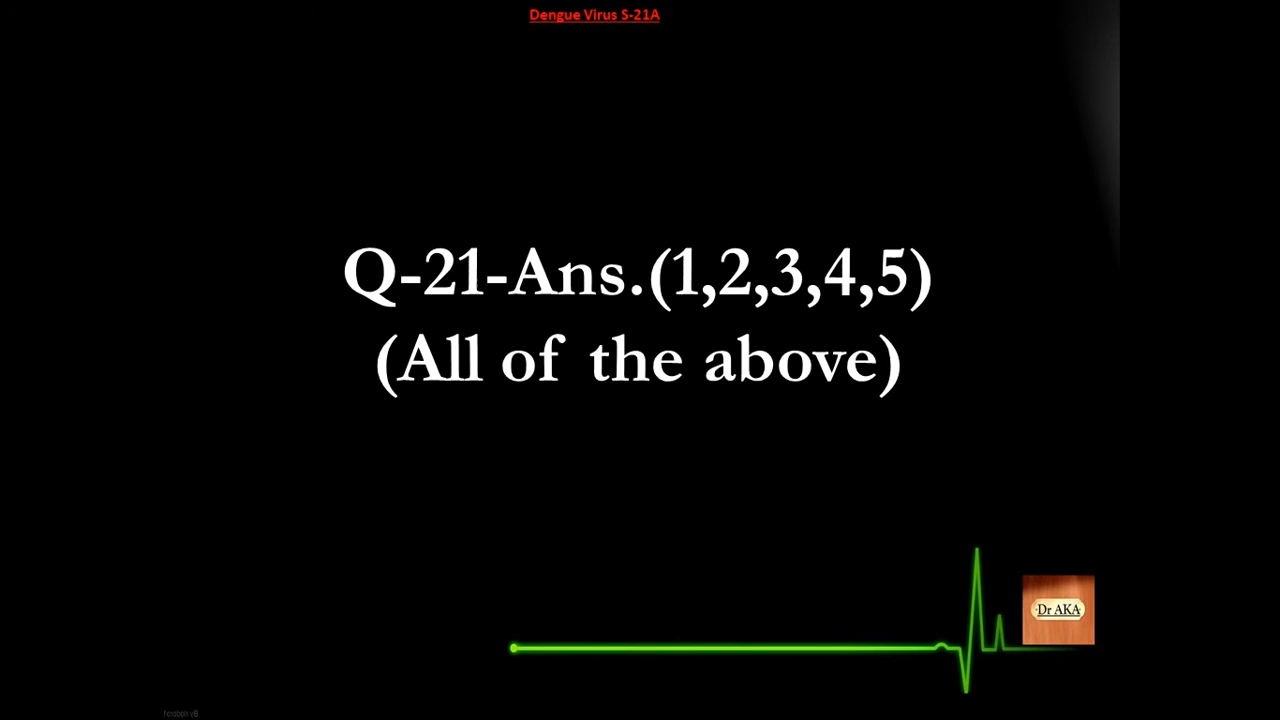 Dengue Virus S-21A
Q-21-Ans.(1,2,3,4,5)
(All of the above)
Dr AKA